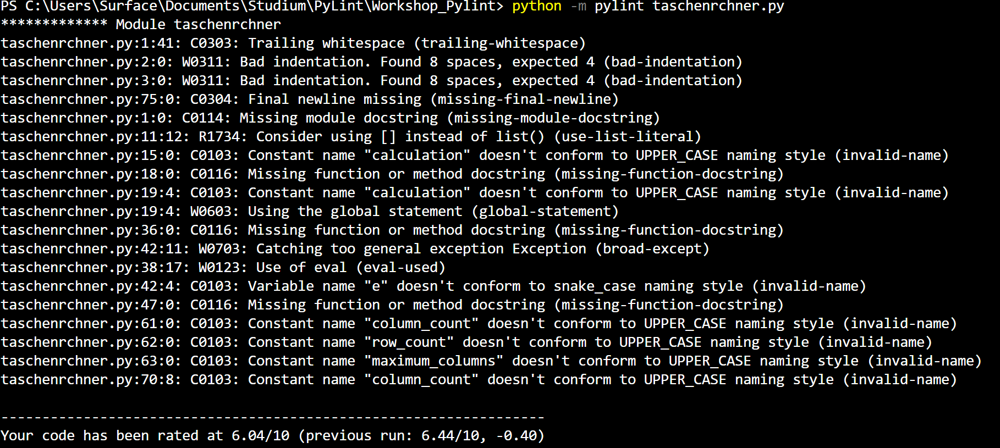 PS C:\Users\Surface\Documents\Studium\PyLint\Workshop_Pylint> python -m pylint taschenrchner.py
************* Module taschenrchner
taschenrchner.py:1:41: C0303: Trailing whitespace (trailing-whitespace)
taschenrchner.py:2:0: W0311: Bad indentation. Found 8 spaces, expected 4 (bad-indentation)
taschenrchner.py:3:0: W0311: Bad indentation. Found 8 spaces, expected 4 (bad-indentation)
taschenrchner.py:75:0: C0304: Final newline missing (missing-final-newline)
taschenrchner.py:1:0: C0114: Missing module docstring (missing-module-docstring)
taschenrchner.py:11:12: R1734: Consider using [] instead of list() (use-list-literal)
taschenrchner.py:15:0: C0103: Constant name "calculation" doesn't conform to UPPER_CASE naming style (invalid-name)
taschenrchner.py:18:0: C0116: Missing function or method docstring (missing-function-docstring)
taschenrchner.py:19:4: C0103: Constant name "calculation" doesn't conform to UPPER_CASE naming style (invalid-name)
taschenrchner.py:19:4: W0603: Using the global statement (global-statement)
taschenrchner.py:36:0: C0116: Missing function or method docstring (missing-function-docstring)
taschenrchner.py:42:11: W0703: Catching too general exception Exception (broad-except)
taschenrchner.py:38:17: W0123: Use of eval (eval-used)
taschenrchner.py:42:4: C0103: Variable name "e" doesn't conform to snake_case naming style (invalid-name)
taschenrchner.py:47:0: C0116: Missing function or method docstring (missing-function-docstring)
taschenrchner.py:61:0: C0103: Constant name "column_count" doesn't conform to UPPER_CASE naming style (invalid-name)
taschenrchner.py:62:0: C0103: Constant name "row_count" doesn't conform to UPPER_CASE naming style (invalid-name)
taschenrchner.py:63:0: C0103: Constant name "maximum_columns" doesn't conform to UPPER_CASE naming style (invalid-name)
taschenrchner.py:70:8: C0103: Constant name "column_count" doesn't conform to UPPER_CASE naming style (invalid-name)
------------------------------------------------------------------
Your code has been rated at 6.04/10 (previous run: 6.44/10, -0.40)